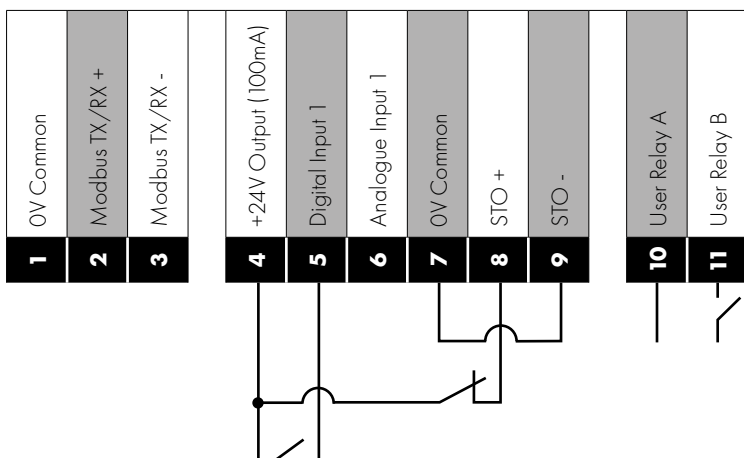 0V Common
Modbus TX/RX +
Modbus TX/RX -
+24V Output (100mA)
Digital Input 1
Analogue Input 1
0V Common
STO +
STO -
User Relay A
User Relay B
1
2
3
4
5
6
7
8
9
10
11